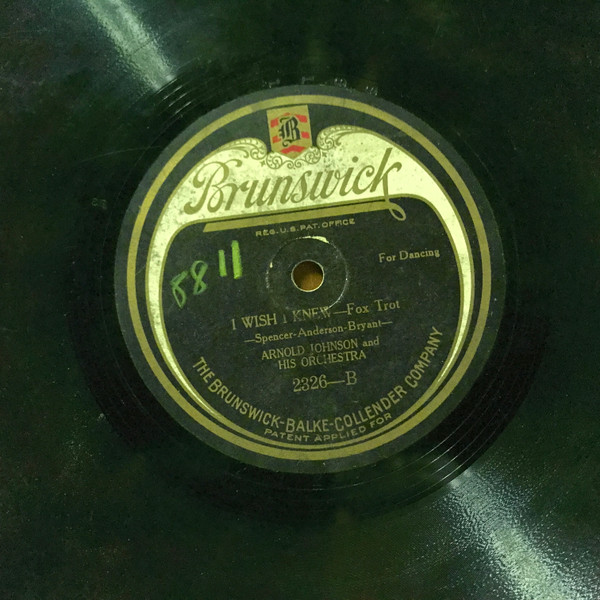 B
Brunswick
REG. U.S. PAT. OFFICE
For Dancing
8811
I WISH I KNEW—Fox Trot
—Spencer-Anderson-Bryant—
ARNOLD JOHNSON and
HIS ORCHESTRA
2326—B
THE BRUNSWICK-BALKE-COLLENDER COMPANY
PATENT APPLIED FOR